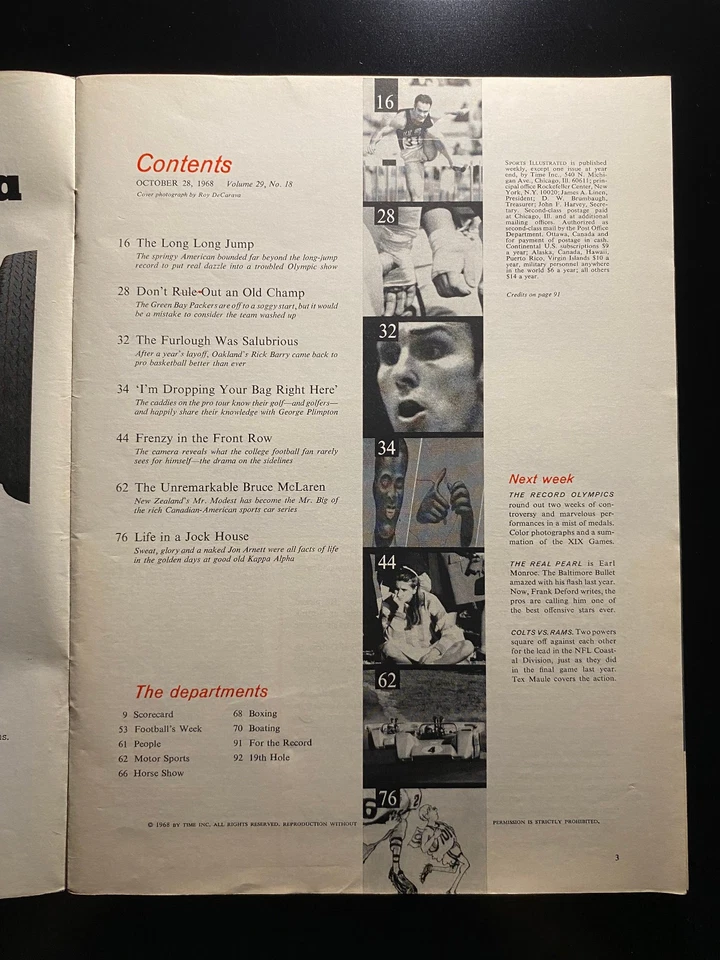 a
s.
Contents
OCTOBER 28, 1968 Volume 29, No. 18
Cover photograph by Roy DeCarava
16 The Long Long Jump
The springy American bounded far beyond the long-jump
record to put real dazzle into a troubled Olympic show
28 Don't Rule Out an Old Champ
The Green Bay Packers are off to a soggy start, but it would
be a mistake to consider the team washed up
32 The Furlough Was Salubrious
After a year's layoff, Oakland's Rick Barry came back to
pro basketball better than ever
34 'I'm Dropping Your Bag Right Here'
The caddies on the pro tour know their golf—and golfers—
and happily share their knowledge with George Plimpton
44 Frenzy in the Front Row
The camera reveals what the college football fan rarely
sees for himself—the drama on the sidelines
62 The Unremarkable Bruce McLaren
New Zealand's Mr. Modest has become the Mr. Big of
the rich Canadian-American sports car series
76 Life in a Jock House
Sweat, glory and a naked Jon Arnett were all facts of life
in the golden days at good old Kappa Alpha
The departments
9 Scorecard
53 Football's Week
61 People
62 Motor Sports
66 Horse Show
68 Boxing
70 Boating
91 For the Record
92 19th Hole
16
28
32
34
44
62
4
76
SPORTS ILLUSTRATED is published
weekly, except one issue at year
end, by Time Inc., 540 N. Michi-
gan Ave., Chicago, Ill. 60611; prin-
cipal office Rockefeller Center, New
York, N.Y. 10020; James A. Linen,
President; D. W. Brumbaugh,
Treasurer; John F. Harvey, Secre-
tary. Second-class postage paid
at Chicago, Ill. and at additional
mailing offices. Authorized as
second-class mail by the Post Office
Department, Ottawa, Canada and
for payment of postage in cash.
Continental U.S. subscriptions $9
a year; Alaska, Canada, Hawaii,
Puerto Rico, Virgin Islands $10 a
year, military personnel anywhere
in the world $6 a year; all others
$14 a year.
Credits on page 91
Next week
THE RECORD OLYMPICS
round out two weeks of con-
troversy and marvelous per-
formances in a mist of medals.
Color photographs and a sum-
mation of the XIX Games.
THE REAL PEARL is Earl
Monroe. The Baltimore Bullet
amazed with his flash last year.
Now, Frank Deford writes, the
pros are calling him one of
the best offensive stars ever.
COLTS VS. RAMS. Two powers
square off against each other
for the lead in the NFL Coast-
al Division, just as they did
in the final game last year.
Tex Maule covers the action.
© 1968 BY TIME INC. ALL RIGHTS RESERVED. REPRODUCTION WITHOUT PERMISSION IS STRICTLY PROHIBITED.
3